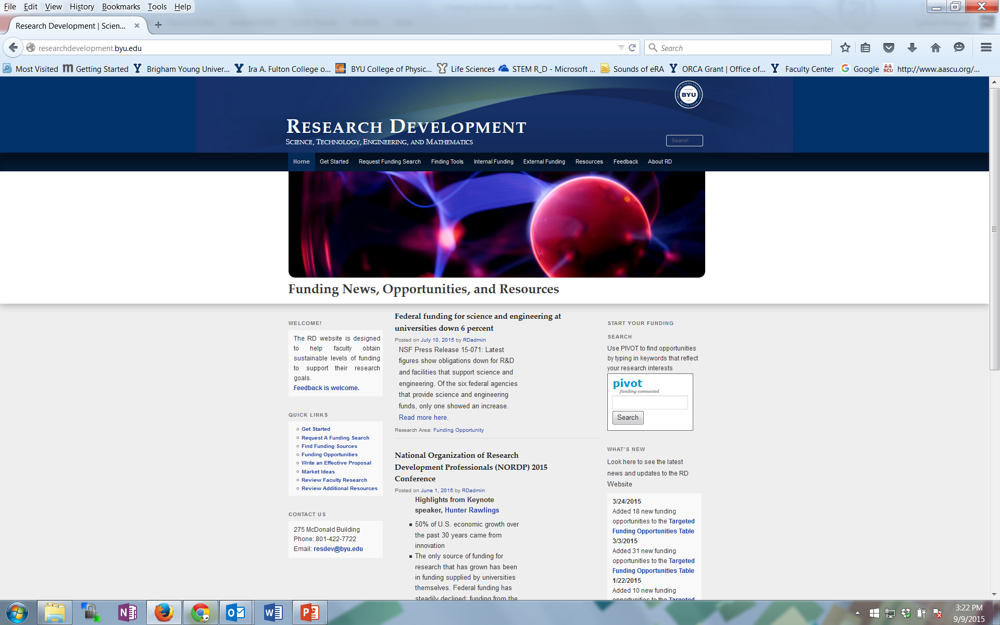 File Edit View History Bookmarks Tools Help
Research Development | Scien...
researchdevelopment.byu.edu
Search
Most Visited Getting Started Brigham Young Univer... Ira A. Fulton College o... BYU College of Physic... Life Sciences STEM R_D - Microsoft ... Sounds of eRA ORCA Grant | Office of... Faculty Center Google http://www.aascu.org/...
BYU
RESEARCH DEVELOPMENT
SCIENCE, TECHNOLOGY, ENGINEERING, AND MATHEMATICS
Search
Home Get Started Request Funding Search Finding Tools Internal Funding External Funding Resources Feedback About RD
Funding News, Opportunities, and Resources
WELCOME!
The RD website is designed
to help faculty obtain
sustainable levels of funding
to support their research
goals.
Feedback is welcome.
QUICK LINKS
Get Started
Request A Funding Search
Find Funding Sources
Funding Opportunities
Write an Effective Proposal
Market Ideas
Review Faculty Research
Review Additional Resources
CONTACT US
275 McDonald Building
Phone: 801-422-7722
Email: resdev@byu.edu
Federal funding for science and engineering at
universities down 6 percent
Posted on July 10, 2015 by RDadmin
NSF Press Release 15-071: Latest
figures show obligations down for R&D
and facilities that support science and
engineering. Of the six federal agencies
that provide science and engineering
funds, only one showed an increase.
Read more here.
Research Area: Funding Opportunity
National Organization of Research
Development Professionals (NORDP) 2015
Conference
Posted on June 1, 2015 by RDadmin
Highlights from Keynote
speaker, Hunter Rawlings
50% of U.S. economic growth over
the past 30 years came from
innovation
The only source of funding for
research that has grown has been
in funding supplied by universities
themselves. Federal funding has
steadily declined; funding from the
START YOUR FUNDING
SEARCH
Use PIVOT to find opportunities
by typing in keywords that reflect
your research interests
pivot
funding connected
Search
WHAT'S NEW
Look here to see the latest
news and updates to the RD
Website
3/24/2015
Added 18 new funding
opportunities to the Targeted
Funding Opportunities Table
3/3/2015
Added 31 new funding
opportunities to the Targeted
Funding Opportunities Table
1/22/2015
Added 10 new funding
opportunities to the Targeted
3:22 PM
9/9/2015